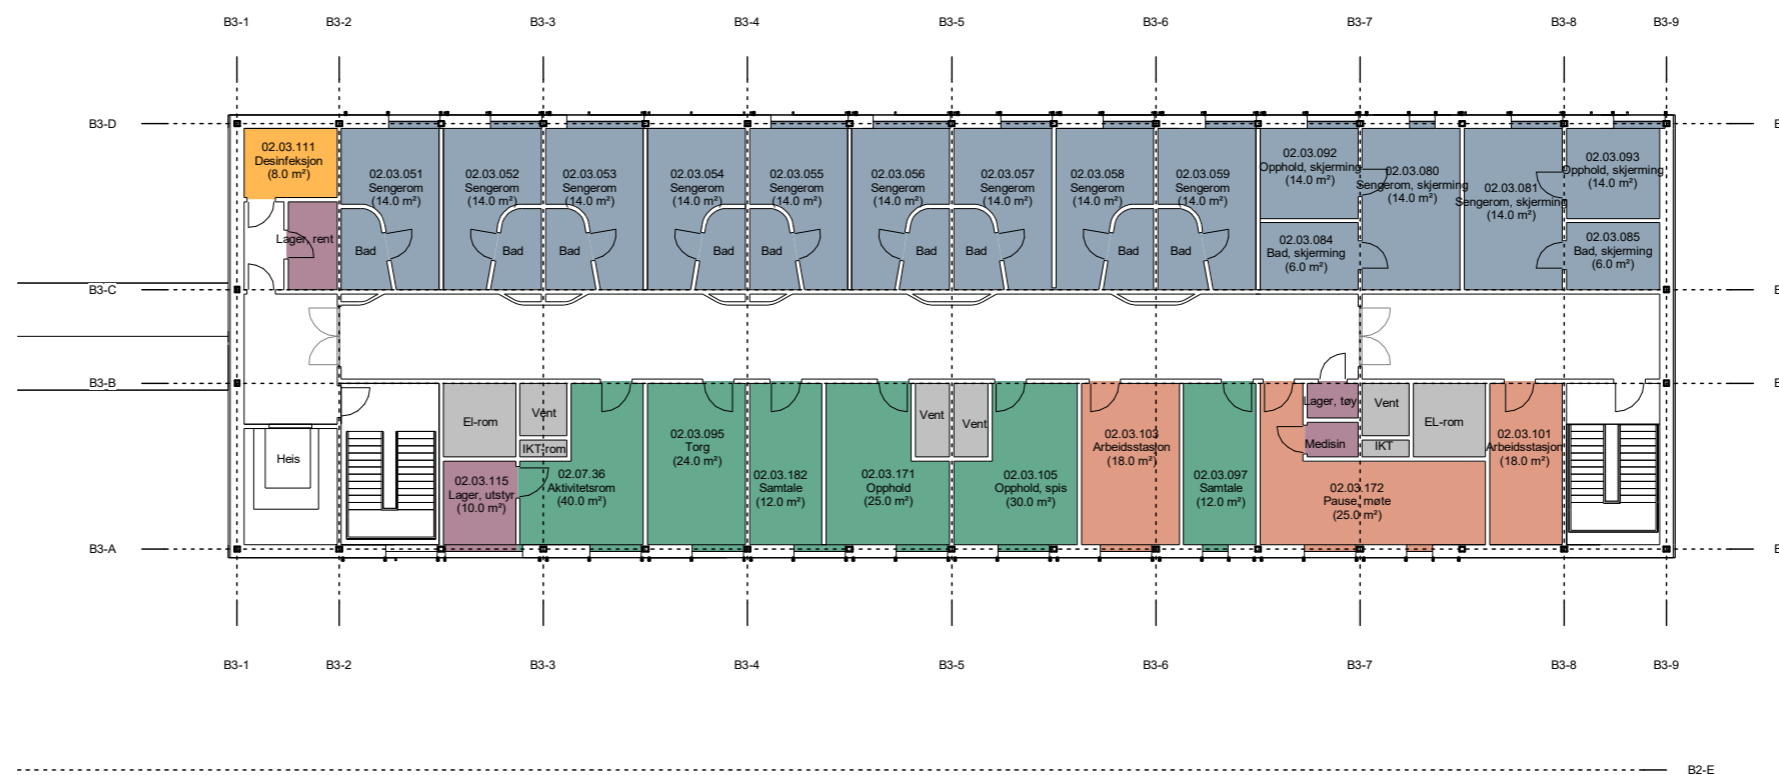 B3-1
B3-2
B3-3
B3-4
B3-5
B3-6
B3-7
B3-8
B3-9
B3-D
02.03.111
Desinfeksjon
(8.0 m²)
Lager, rent
02.03.051
Sengerom
(14.0 m²)
Bad
02.03.052
Sengerom
(14.0 m²)
Bad
02.03.053
Sengerom
(14.0 m²)
Bad
02.03.054
Sengerom
(14.0 m²)
Bad
02.03.055
Sengerom
(14.0 m²)
Bad
02.03.056
Sengerom
(14.0 m²)
Bad
02.03.057
Sengerom
(14.0 m²)
Bad
02.03.058
Sengerom
(14.0 m²)
Bad
02.03.059
Sengerom
(14.0 m²)
Bad
02.03.092
Opphold, skjerming
(14.0 m²)
02.03.084
Bad, skjerming
(6.0 m²)
02.03.080
Sengerom, skjerming
(14.0 m²)
02.03.081
Sengerom, skjerming
(14.0 m²)
02.03.093
Opphold, skjerming
(14.0 m²)
02.03.085
Bad, skjerming
(6.0 m²)
B3-C
B3-B
Heis
El-rom
Vent
IKT-rom
02.03.115
Lager, utstyr
(10.0 m²)
02.07.36
Aktivitetsrom
(40.0 m²)
02.03.095
Torg
(24.0 m²)
02.03.182
Samtale
(12.0 m²)
02.03.171
Opphold
(25.0 m²)
Vent
Vent
02.03.105
Opphold, spis
(30.0 m²)
02.03.103
Arbeidsstasjon
(18.0 m²)
02.03.097
Samtale
(12.0 m²)
Lager, tøy
Medisin
Vent
IKT
EL-rom
02.03.172
Pause, møte
(25.0 m²)
02.03.101
Arbeidsstasjon
(18.0 m²)
B3-A
B3-1
B3-2
B3-3
B3-4
B3-5
B3-6
B3-7
B3-8
B3-9
B2-E